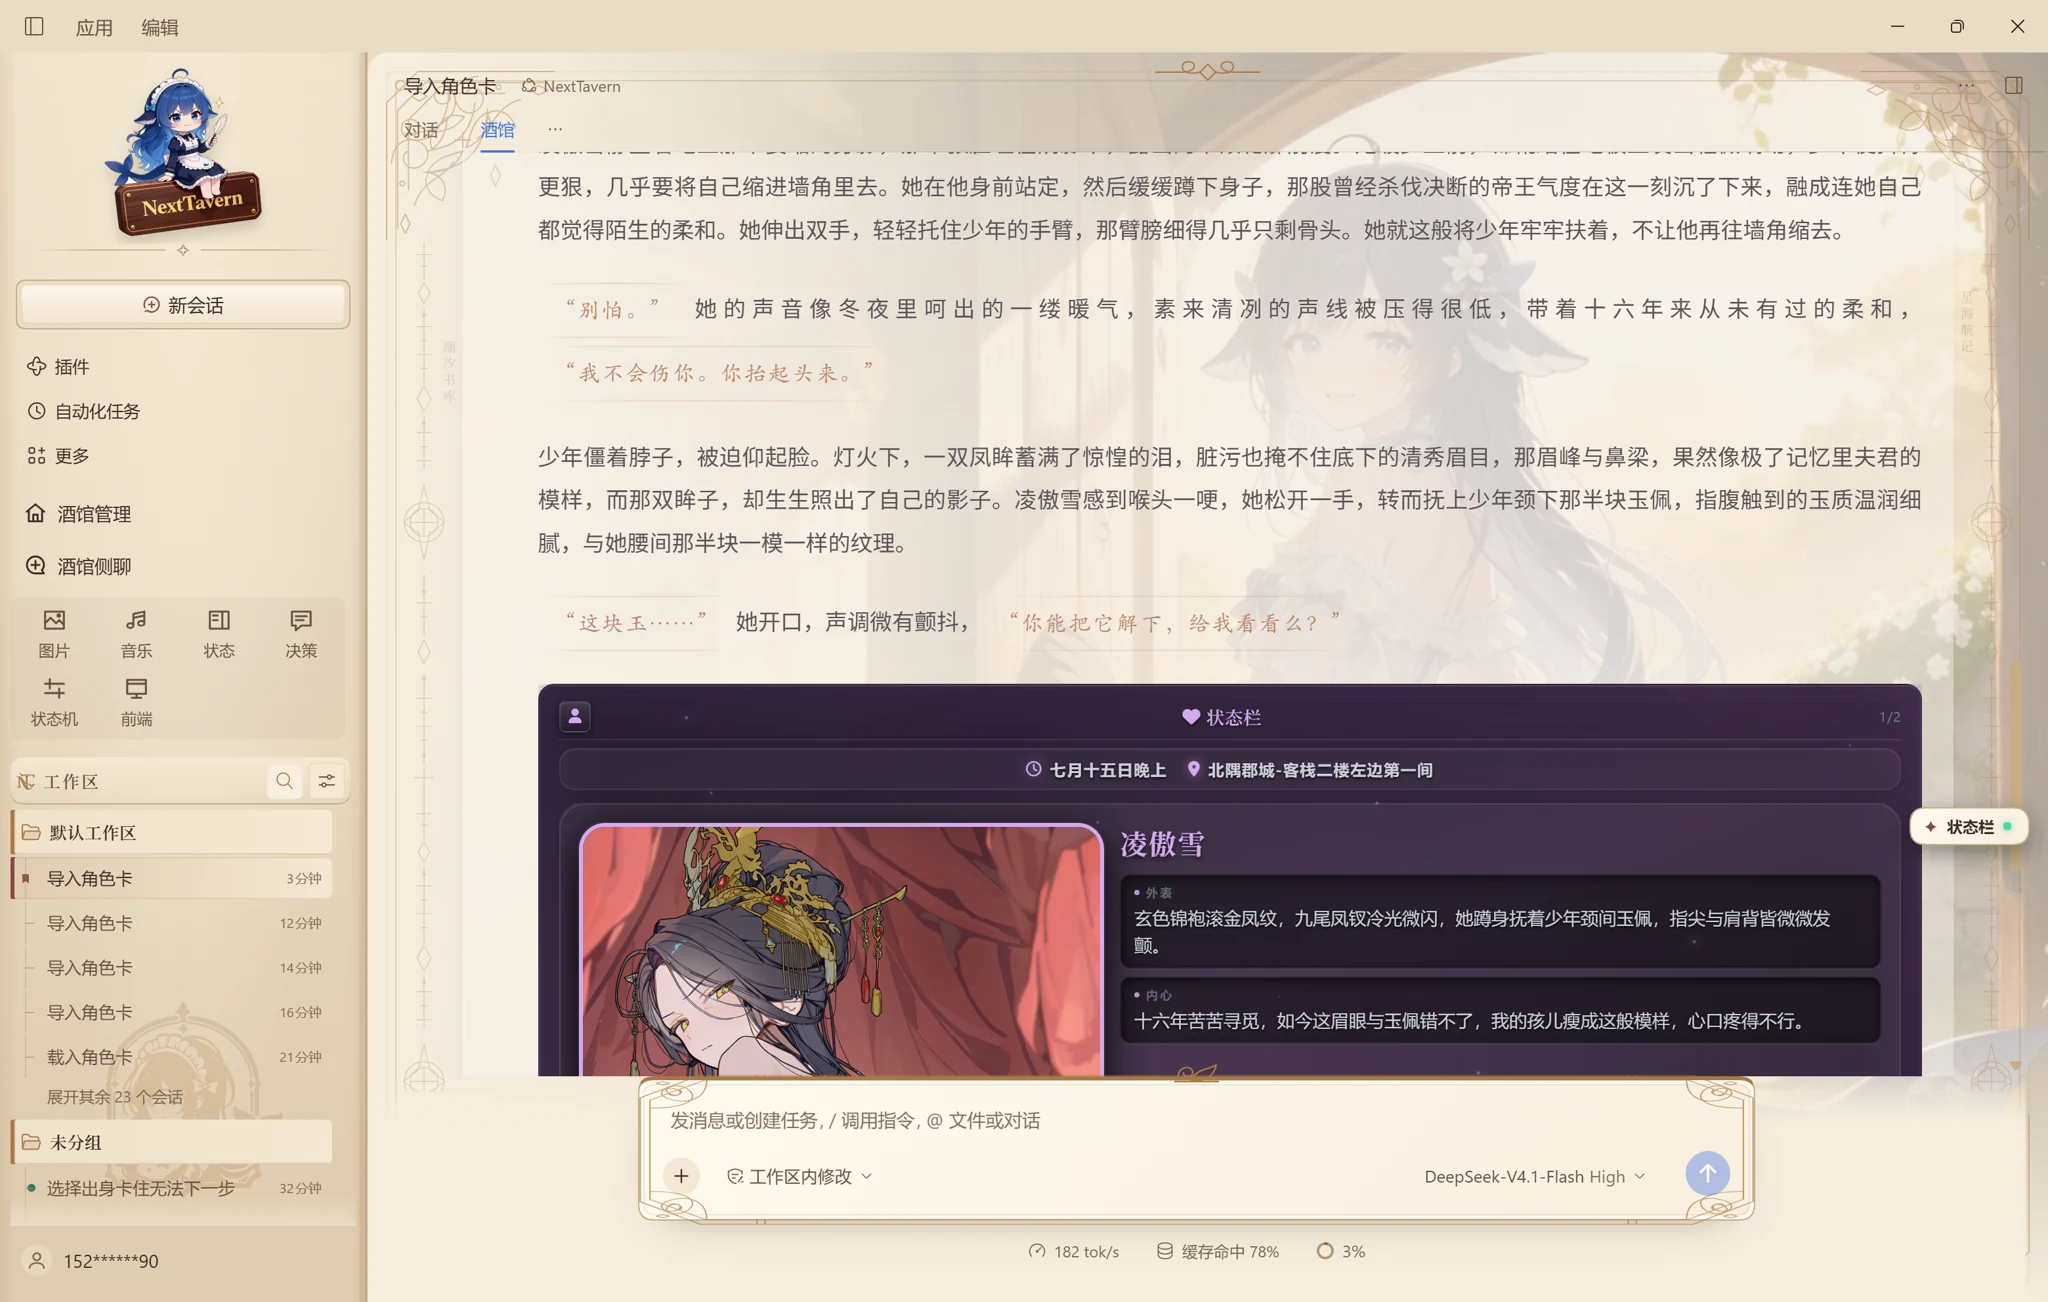 应用 编辑
NextTavern
新会话
插件
自动化任务
更多
酒馆管理
酒馆侧聊
图片 音乐 状态 决策
状态机 前端
工作区
默认工作区
导入角色卡 3分钟
导入角色卡 12分钟
导入角色卡 14分钟
导入角色卡 16分钟
载入角色卡 21分钟
展开其余 23 个会话
未分组
选择出身卡住无法下一步 32分钟
152******90
导入角色卡 NextTavern
对话 酒馆 ...
潮汐书库
星海航记
更狠，几乎要将自己缩进墙角里去。她在他身前站定，然后缓缓蹲下身子，那股曾经杀伐决断的帝王气度在这一刻沉了下来，融成连她自己
都觉得陌生的柔和。她伸出双手，轻轻托住少年的手臂，那臂膀细得几乎只剩骨头。她就这般将少年牢牢扶着，不让他再往墙角缩去。
“别怕。” 她的声音像冬夜里呵出的一缕暖气，素来清冽的声线被压得很低，带着十六年来从未有过的柔和，
“我不会伤你。你抬起头来。”
少年僵着脖子，被迫仰起脸。灯火下，一双凤眸蓄满了惊惶的泪，脏污也掩不住底下的清秀眉目，那眉峰与鼻梁，果然像极了记忆里夫君的
模样，而那双眸子，却生生照出了自己的影子。凌傲雪感到喉头一哽，她松开一手，转而抚上少年颈下那半块玉佩，指腹触到的玉质温润细
腻，与她腰间那半块一模一样的纹理。
“这块玉……” 她开口，声调微有颤抖， “你能把它解下，给我看看么？”
状态栏 1/2
七月十五日晚上 北隅郡城-客栈二楼左边第一间
凌傲雪
外表
玄色锦袍滚金凤纹，九尾凤钗冷光微闪，她蹲身抚着少年颈间玉佩，指尖与肩背皆微微发
颤。
内心
十六年苦苦寻觅，如今这眉眼与玉佩错不了，我的孩儿瘦成这般模样，心口疼得不行。
状态栏
发消息或创建任务, / 调用指令, @ 文件或对话
工作区内修改 DeepSeek-V4.1-Flash High
182 tok/s 缓存命中 78% 3%